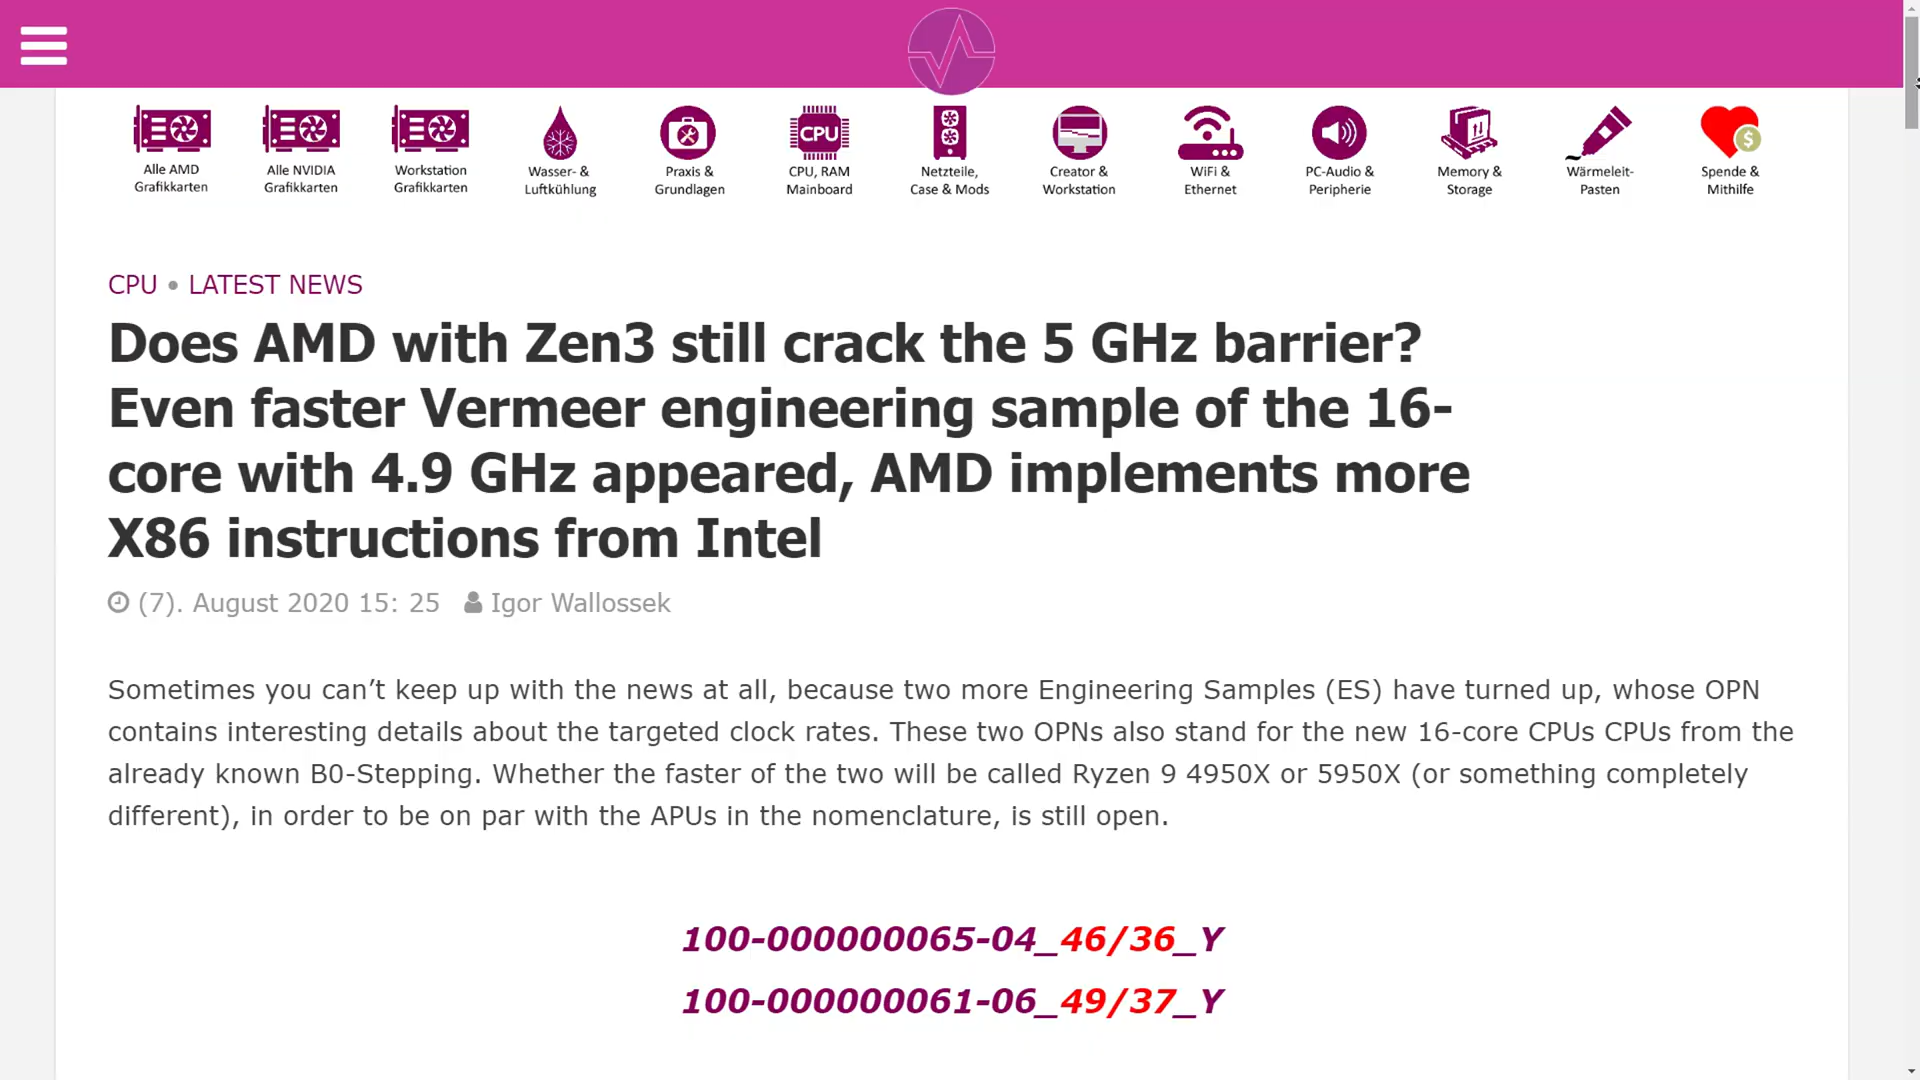 Alle AMD
Grafikkarten
Alle NVIDIA
Grafikkarten
Workstation
Grafikkarten
Wasser- &
Luftkühlung
Praxis &
Grundlagen
CPU
CPU, RAM
Mainboard
Netzteile,
Case & Mods
Creator &
Workstation
WiFi &
Ethernet
PC-Audio &
Peripherie
Memory &
Storage
Wärmeleit-
Pasten
$
Spende &
Mithilfe
CPU • LATEST NEWS
Does AMD with Zen3 still crack the 5 GHz barrier?
Even faster Vermeer engineering sample of the 16-
core with 4.9 GHz appeared, AMD implements more
X86 instructions from Intel
(7). August 2020 15: 25 Igor Wallossek
Sometimes you can’t keep up with the news at all, because two more Engineering Samples (ES) have turned up, whose OPN
contains interesting details about the targeted clock rates. These two OPNs also stand for the new 16-core CPUs CPUs from the
already known B0-Stepping. Whether the faster of the two will be called Ryzen 9 4950X or 5950X (or something completely
different), in order to be on par with the APUs in the nomenclature, is still open.
100-000000065-04_46/36_Y
100-000000061-06_49/37_Y